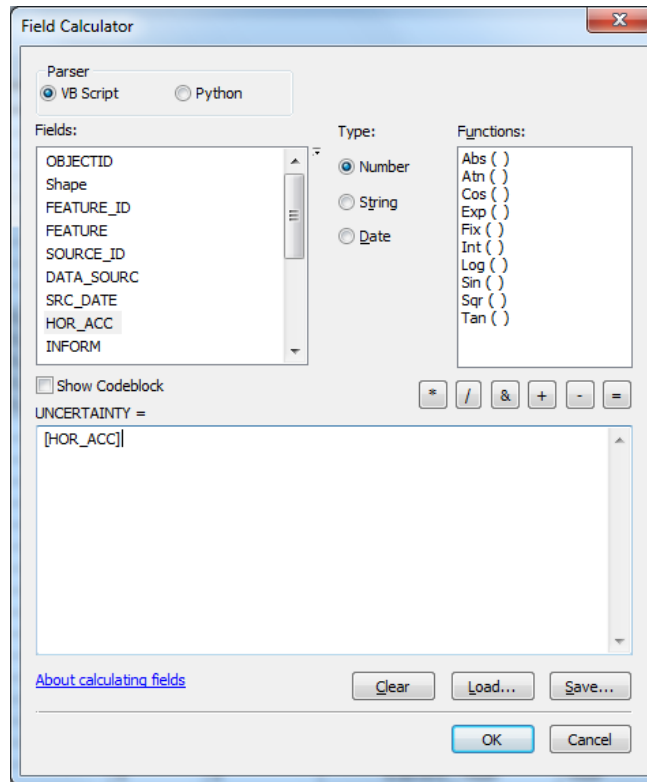 Field Calculator
Parser
VB Script Python
Fields: Type: Functions:
OBJECTID
Shape
FEATURE_ID
FEATURE
SOURCE_ID
DATA_SOURC
SRC_DATE
HOR_ACC
INFORM
Number
String
Date
Abs ( )
Atn ( )
Cos ( )
Exp ( )
Fix ( )
Int ( )
Log ( )
Sin ( )
Sqr ( )
Tan ( )
Show Codeblock
* / & + - =
UNCERTAINTY =
[HOR_ACC]
About calculating fields Clear Load... Save...
OK Cancel